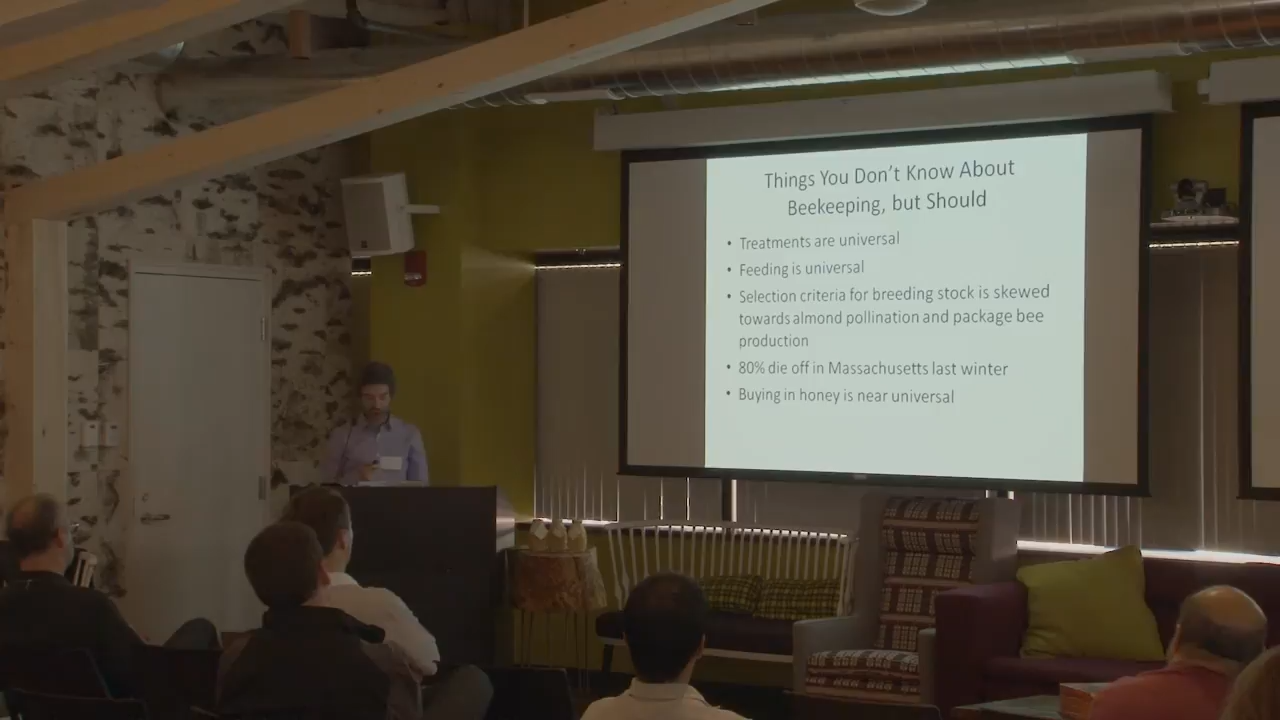 Things You Don't Know About
Beekeeping, but Should
• Treatments are universal
• Feeding is universal
• Selection criteria for breeding stock is skewed
towards almond pollination and package bee
production
• 80% die off in Massachusetts last winter
• Buying in honey is near universal